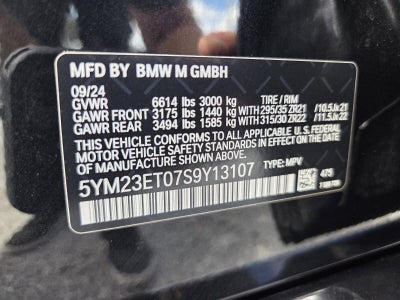 MFD BY BMW M GMBH
09/24
GVWR 6614 lbs 3000 kg TIRE / RIM
GAWR FRONT 3175 lbs 1440 kg 295/35 ZR21 /10.5Jx21
GAWR REAR 3494 lbs 1585 kg 315/30 ZR22 /11.5Jx22
THIS VEHICLE CONFORMS TO ALL APPLICABLE FEDERAL
MOTOR VEHICLE SAFETY STANDARDS IN EFFECT ON THE
DATE OF MANUFACTURE SHOWN ABOVE.
5YM23ET07S9Y13107 TYPE: MPV
475